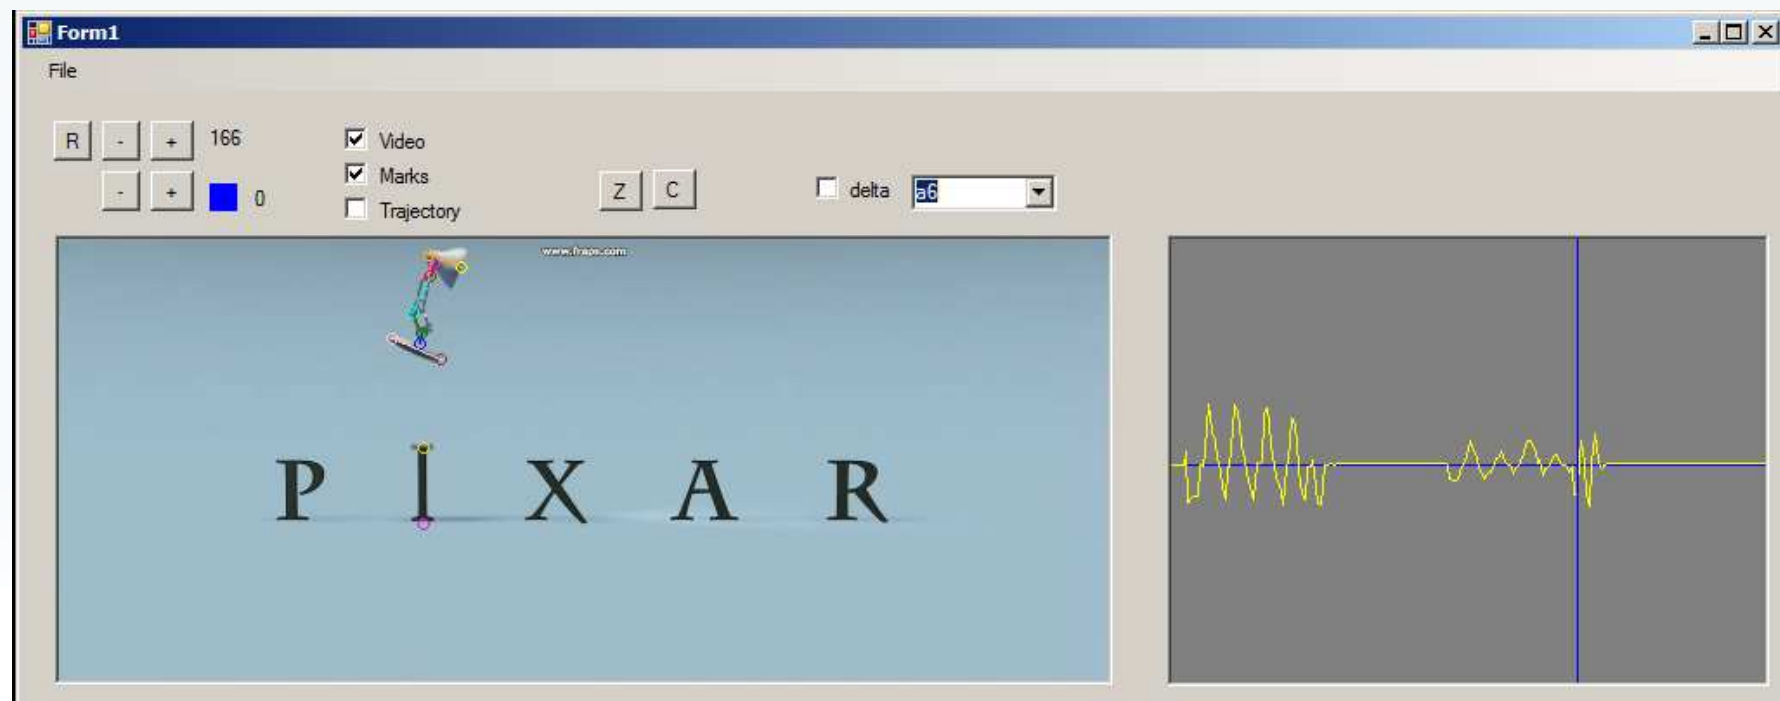 Form1
File
R - + 166
- + 0
Video
Marks
Trajectory
Z C
delta a6
www.fraps.com
P I X A R